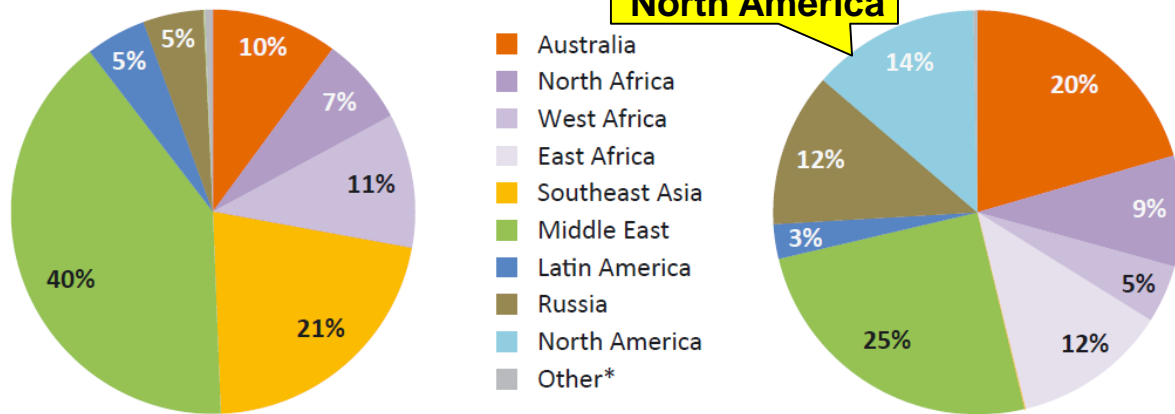 North America
10%
7%
11%
21%
40%
5%
5%
Australia
North Africa
West Africa
East Africa
Southeast Asia
Middle East
Latin America
Russia
North America
Other*
20%
9%
5%
12%
25%
3%
12%
14%